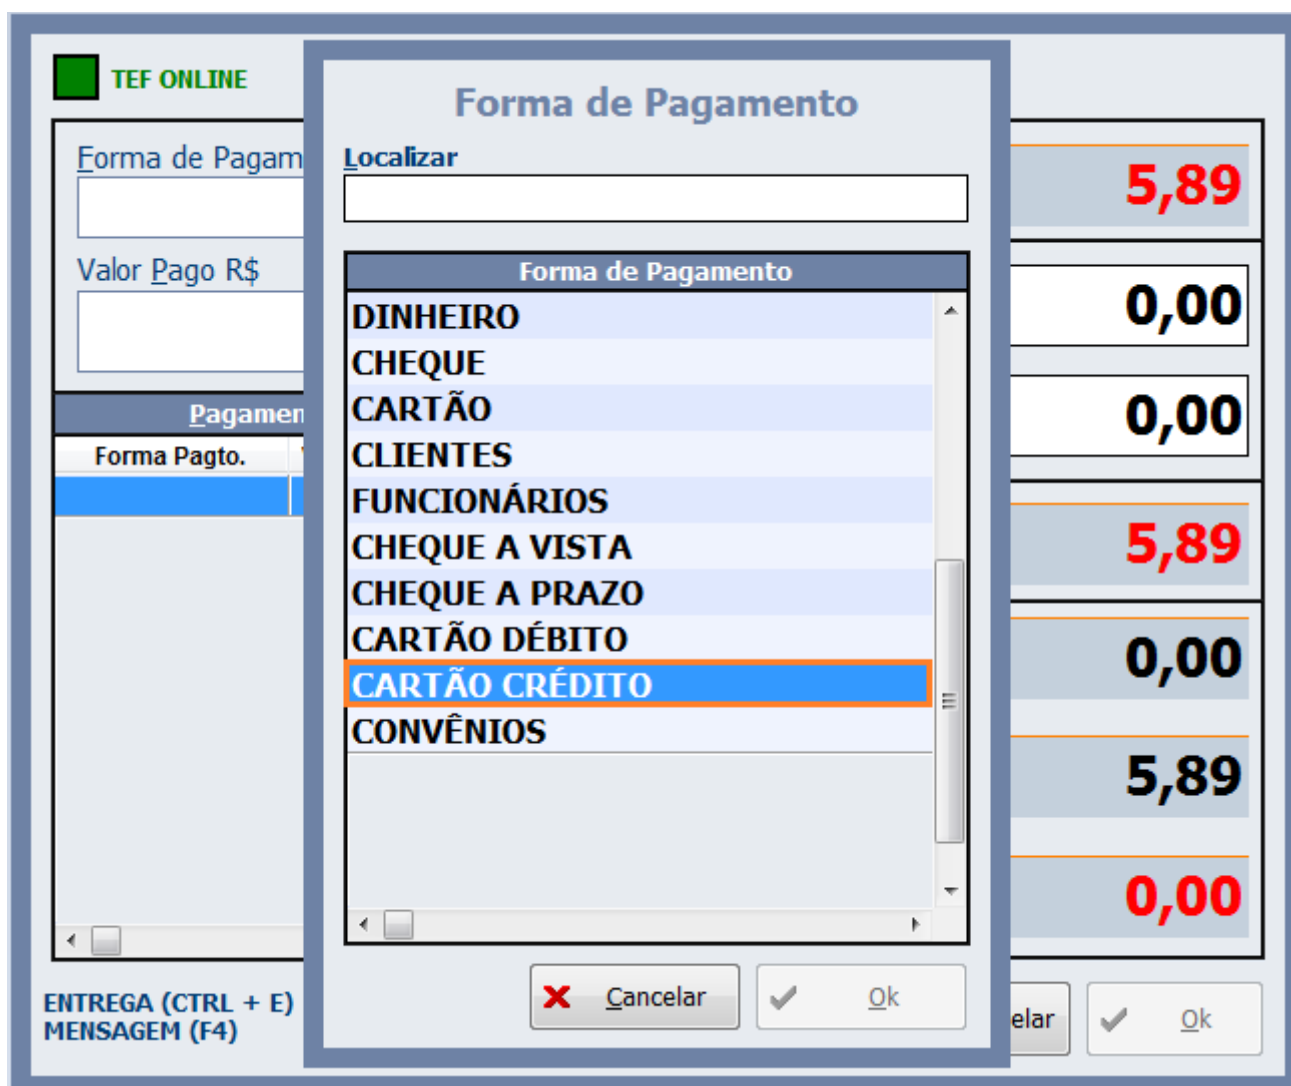 TEF ONLINE
Forma de Pagam
Valor Pago R$
Pagamen
Forma Pagto.
ENTREGA (CTRL + E)
MENSAGEM (F4)
Forma de Pagamento
Localizar
Forma de Pagamento
DINHEIRO
CHEQUE
CARTÃO
CLIENTES
FUNCIONÁRIOS
CHEQUE A VISTA
CHEQUE A PRAZO
CARTÃO DÉBITO
CARTÃO CRÉDITO
CONVÊNIOS
Cancelar
Ok
5,89
0,00
0,00
5,89
0,00
5,89
0,00
elar
Ok